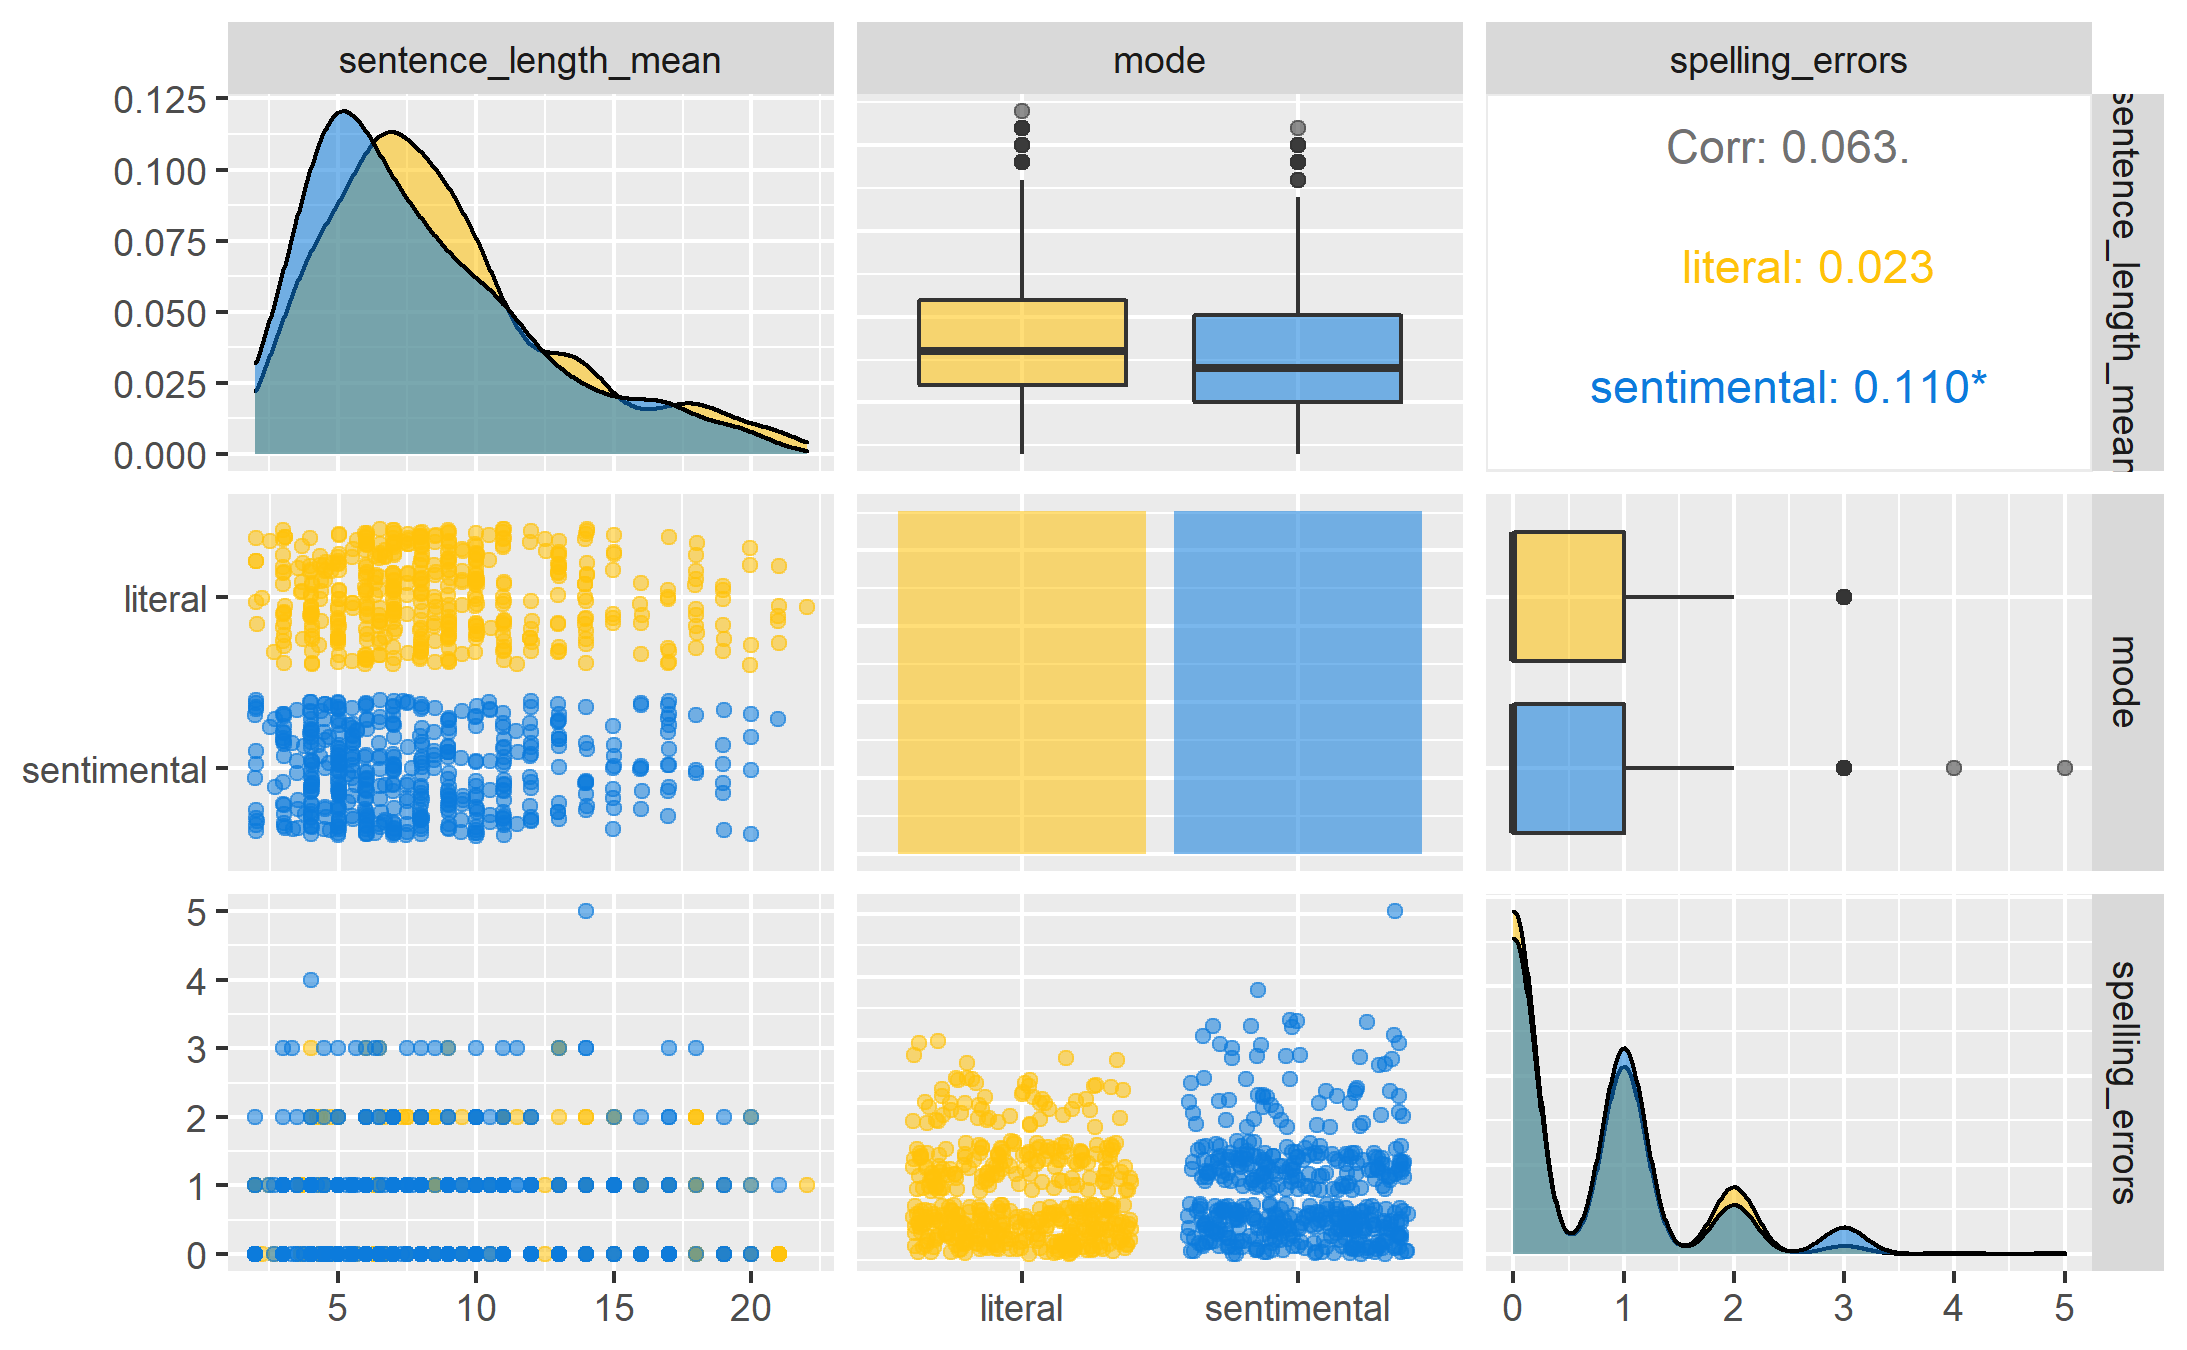 sentence_length_mean
mode
spelling_errors
0.125
0.100
0.075
0.050
0.025
0.000
Corr: 0.063.
literal: 0.023
sentimental: 0.110*
sentence_length_mean
literal
sentimental
mode
5
4
3
2
1
0
spelling_errors
5 10 15 20
literal sentimental
0 1 2 3 4 5